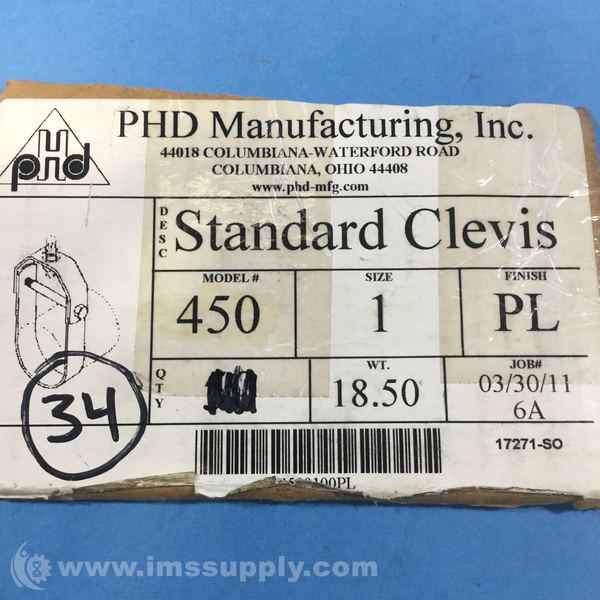 phd
PHD Manufacturing, Inc.
44018 COLUMBIANA-WATERFORD ROAD
COLUMBIANA, OHIO 44408
www.phd-mfg.com
DESC
Standard Clevis
MODEL #
450
SIZE
1
FINISH
PL
QTY
WT.
18.50
JOB#
03/30/11
6A
34
17271-SO
www.imssupply.com